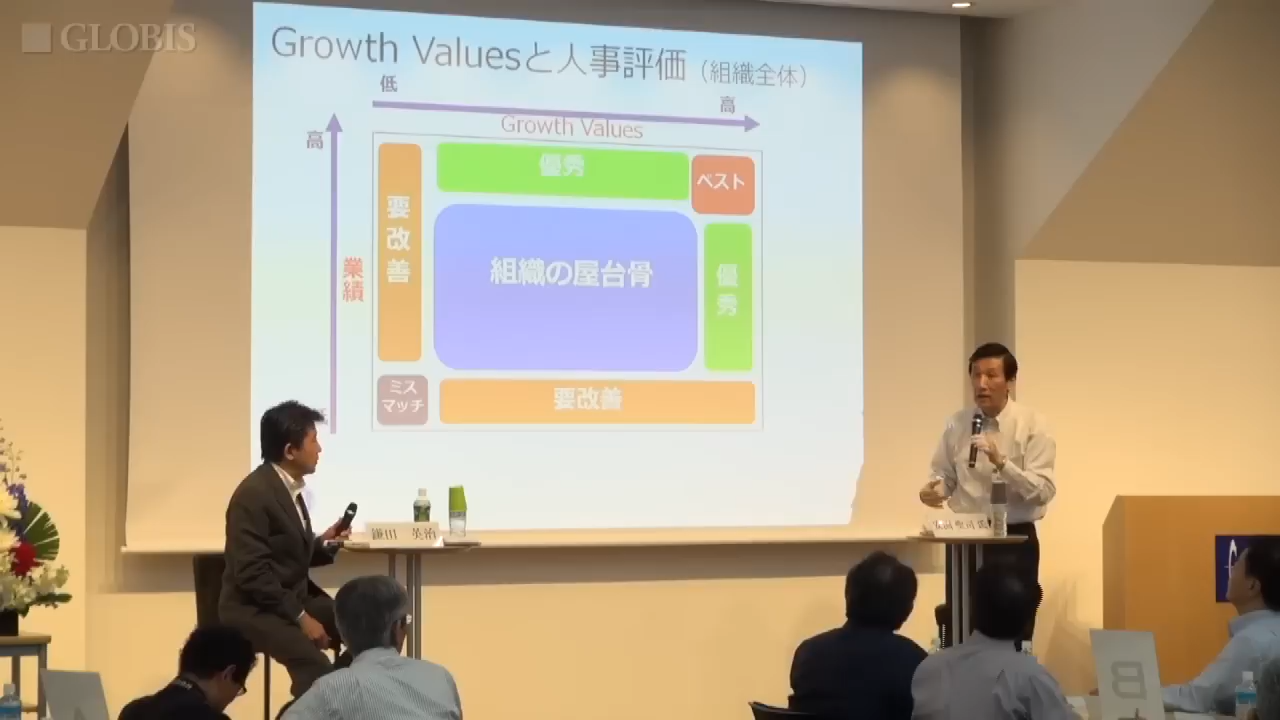 GLOBIS
Growth Valuesと人事評価（組織全体）
低
高
Growth Values
高
優秀
ベスト
要改善
組織の屋台骨
優秀
業績
ミスマッチ
要改善
鎌田 英治
B